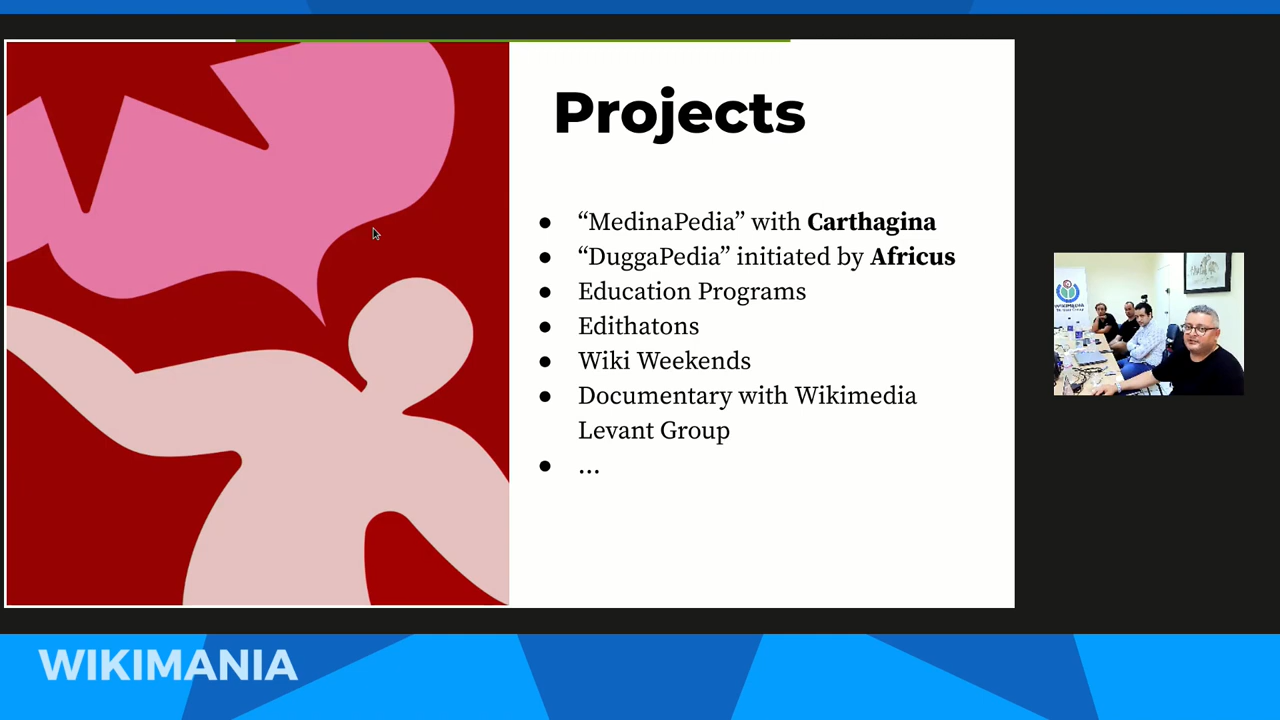 Projects
● “MedinaPedia” with Carthagina
● “DuggaPedia” initiated by Africus
● Education Programs
● Edithatons
● Wiki Weekends
● Documentary with Wikimedia
Levant Group
● ...
WIKIMEDIA
WIKIMANIA